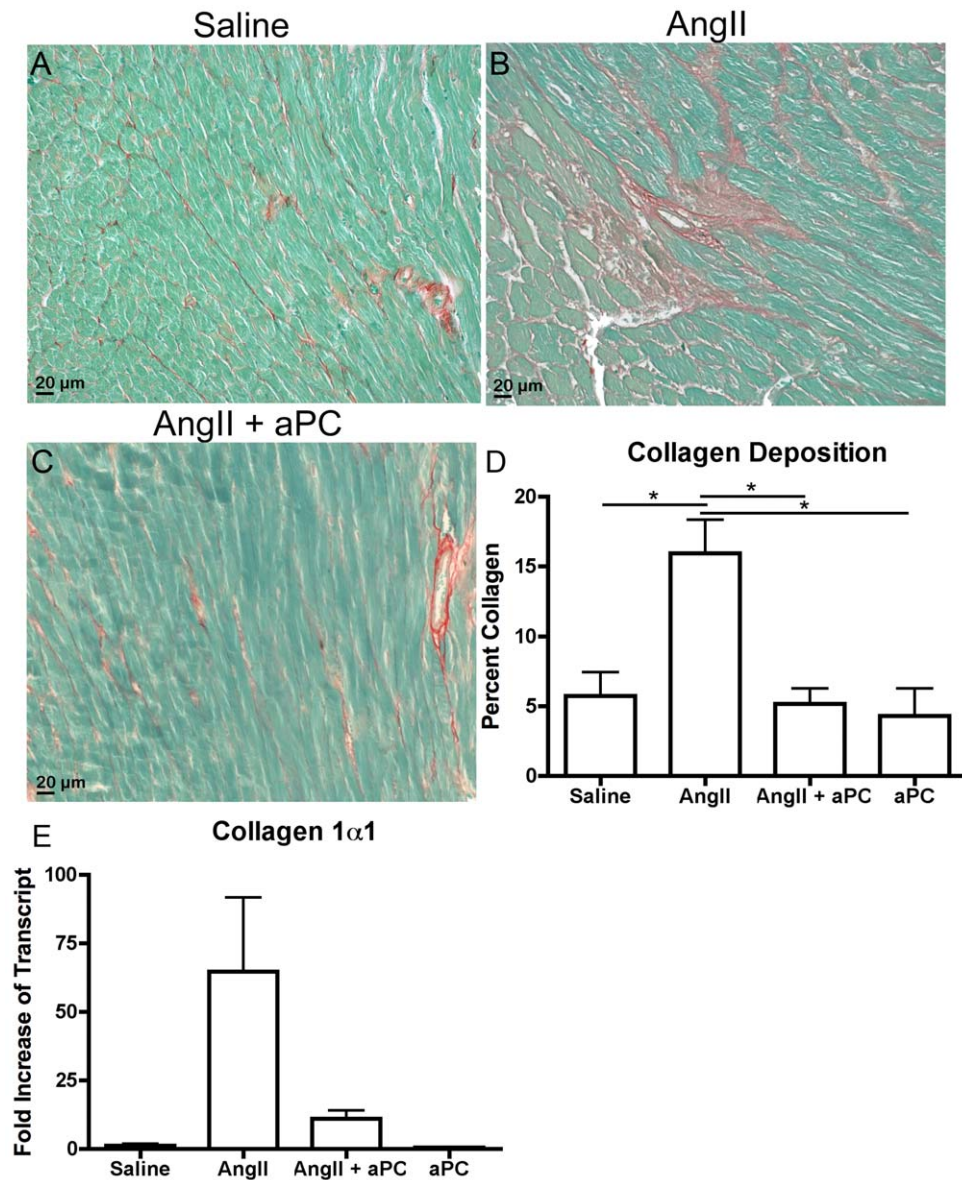 Saline
AngII
A
B
20 µm
20 µm
AngII + aPC
C
20 µm
D
Collagen Deposition
Percent Collagen
20
15
10
5
0
*
*
*
Saline
AngII
AngII + aPC
aPC
E
Collagen 1α1
Fold Increase of Transcript
100
75
50
25
0
Saline
AngII
AngII + aPC
aPC